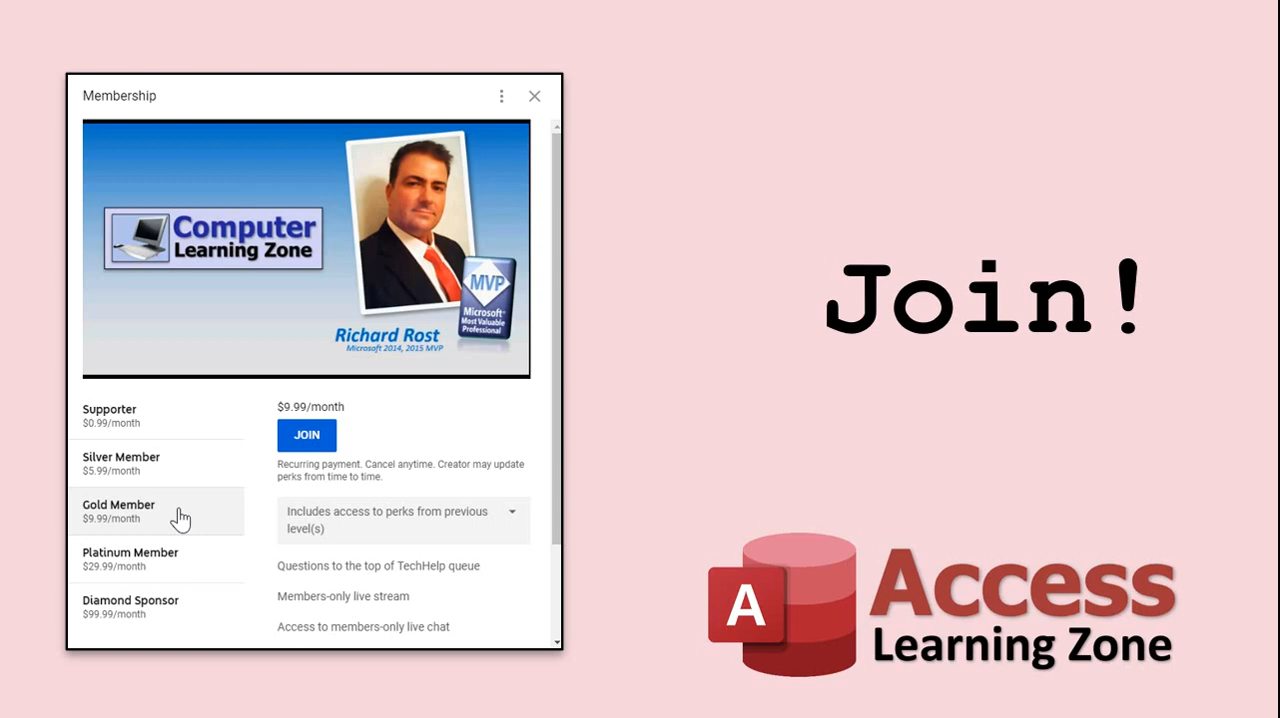 Membership
Computer
Learning Zone
MVP
Microsoft®
Most Valuable
Professional
Richard Rost
Microsoft 2014, 2015 MVP
Supporter
$0.99/month
Silver Member
$5.99/month
Gold Member
$9.99/month
Platinum Member
$29.99/month
Diamond Sponsor
$99.99/month
$9.99/month
JOIN
Recurring payment. Cancel anytime. Creator may update
perks from time to time.
Includes access to perks from previous
level(s)
Questions to the top of TechHelp queue
Members-only live stream
Access to members-only live chat
Join!
A
Access
Learning Zone